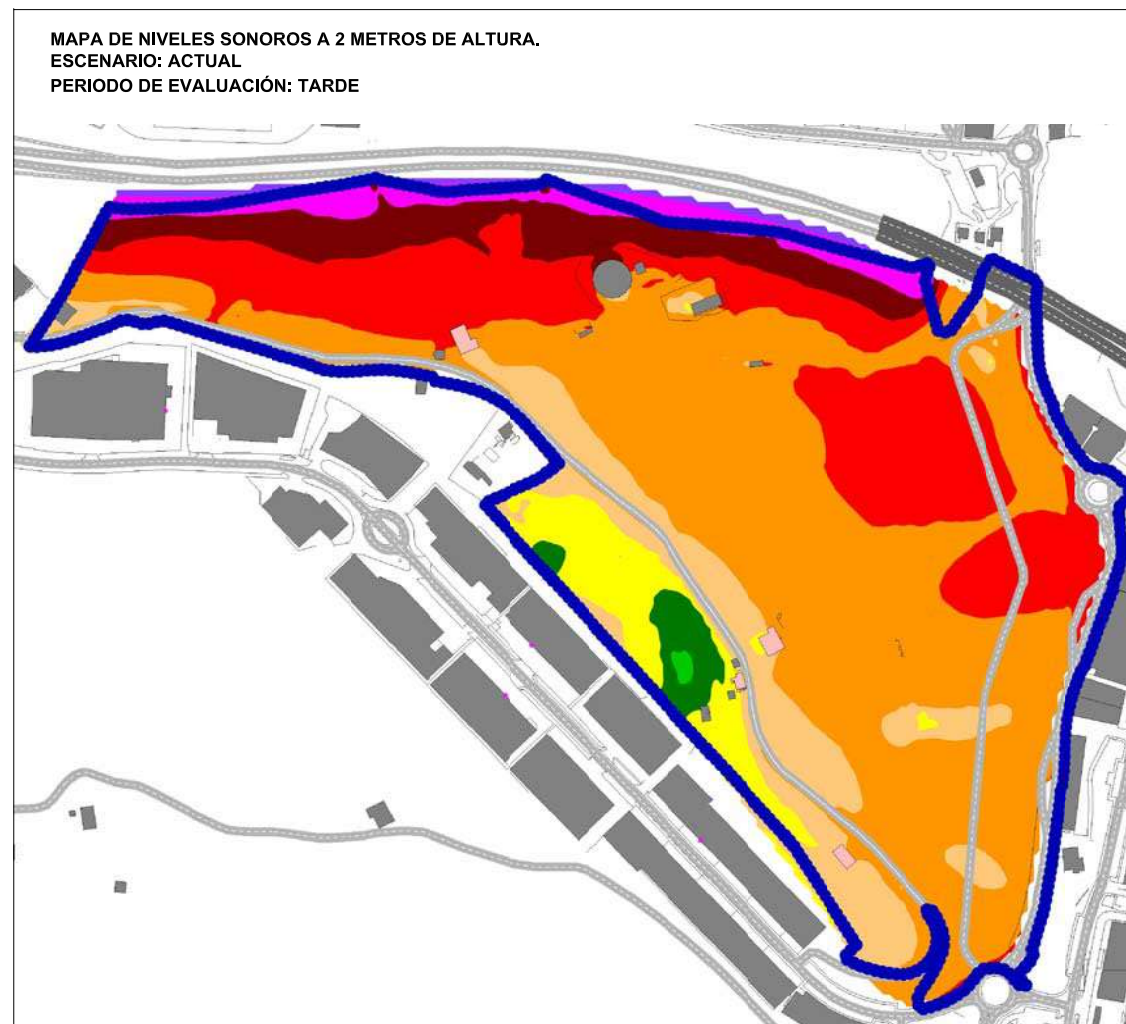 MAPA DE NIVELES SONOROS A 2 METROS DE ALTURA.
ESCENARIO: ACTUAL
PERIODO DE EVALUACIÓN: TARDE